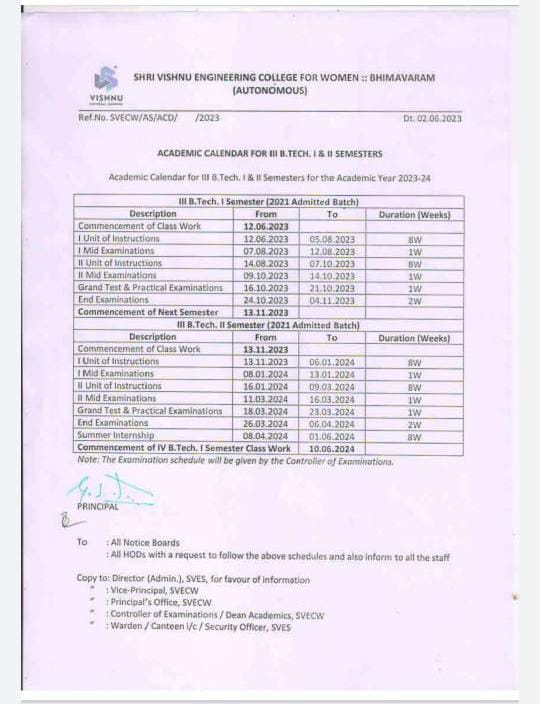 VISHNU
SHRI VISHNU ENGINEERING COLLEGE FOR WOMEN :: BHIMAVARAM
(AUTONOMOUS)
Ref.No. SVECW/AS/ACD/ /2023 Dt. 02.06.2023
ACADEMIC CALENDAR FOR III B.TECH. I & II SEMESTERS
Academic Calendar for III B.Tech. I & II Semesters for the Academic Year 2023-24
III B.Tech. I Semester (2021 Admitted Batch)
Description From To Duration (Weeks)
Commencement of Class Work 12.06.2023
I Unit of Instructions 12.06.2023 05.08.2023 8W
I Mid Examinations 07.08.2023 12.08.2023 1W
II Unit of Instructions 14.08.2023 07.10.2023 8W
II Mid Examinations 09.10.2023 14.10.2023 1W
Grand Test & Practical Examinations 16.10.2023 21.10.2023 1W
End Examinations 24.10.2023 04.11.2023 2W
Commencement of Next Semester 13.11.2023
III B.Tech. II Semester (2021 Admitted Batch)
Description From To Duration (Weeks)
Commencement of Class Work 13.11.2023
I Unit of Instructions 13.11.2023 06.01.2024 8W
I Mid Examinations 08.01.2024 13.01.2024 1W
II Unit of Instructions 16.01.2024 09.03.2024 8W
II Mid Examinations 11.03.2024 16.03.2024 1W
Grand Test & Practical Examinations 18.03.2024 23.03.2024 1W
End Examinations 26.03.2024 06.04.2024 2W
Summer Internship 08.04.2024 01.06.2024 8W
Commencement of IV B.Tech. I Semester Class Work 10.06.2024
Note: The Examination schedule will be given by the Controller of Examinations.
PRINCIPAL
To : All Notice Boards
: All HODs with a request to follow the above schedules and also inform to all the staff
Copy to: Director (Admin.), SVES, for favour of information
" : Vice-Principal, SVECW
" : Principal's Office, SVECW
" : Controller of Examinations / Dean Academics, SVECW
" : Warden / Canteen i/c / Security Officer, SVES